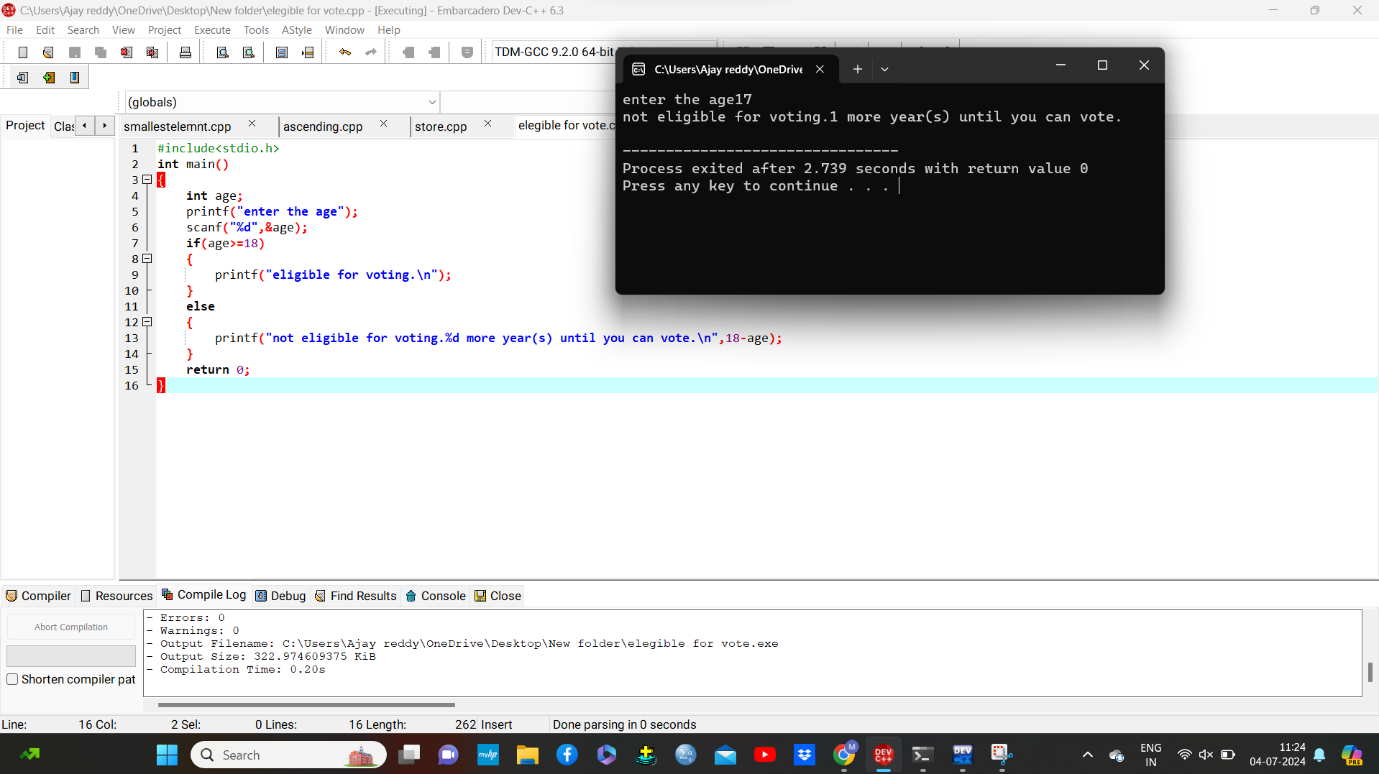 C:\Users\Ajay reddy\OneDrive\Desktop\New folder\elegible for vote.cpp - [Executing] - Embarcadero Dev-C++ 6.3
File Edit Search View Project Execute Tools AStyle Window Help
TDM-GCC 9.2.0 64-bit
(globals)
Project Clas smallestelemnt.cpp ascending.cpp store.cpp elegible for vote.c
1 #include<stdio.h>
2 int main()
3 {
4 int age;
5 printf("enter the age");
6 scanf("%d",&age);
7 if(age>=18)
8 {
9 printf("eligible for voting.\n");
10 }
11 else
12 {
13 printf("not eligible for voting.%d more year(s) until you can vote.\n",18-age);
14 }
15 return 0;
16 }
C:\Users\Ajay reddy\OneDrive
enter the age17
not eligible for voting.1 more year(s) until you can vote.
--------------------------------
Process exited after 2.739 seconds with return value 0
Press any key to continue . . .
Compiler Resources Compile Log Debug Find Results Console Close
Abort Compilation
Shorten compiler pat
- Errors: 0
- Warnings: 0
- Output Filename: C:\Users\Ajay reddy\OneDrive\Desktop\New folder\elegible for vote.exe
- Output Size: 322.974609375 KiB
- Compilation Time: 0.20s
Line: 16 Col: 2 Sel: 0 Lines: 16 Length: 262 Insert Done parsing in 0 seconds
Search
mvhp
M
DEV C++
DEV
ENG
IN
11:24
04-07-2024
PRE